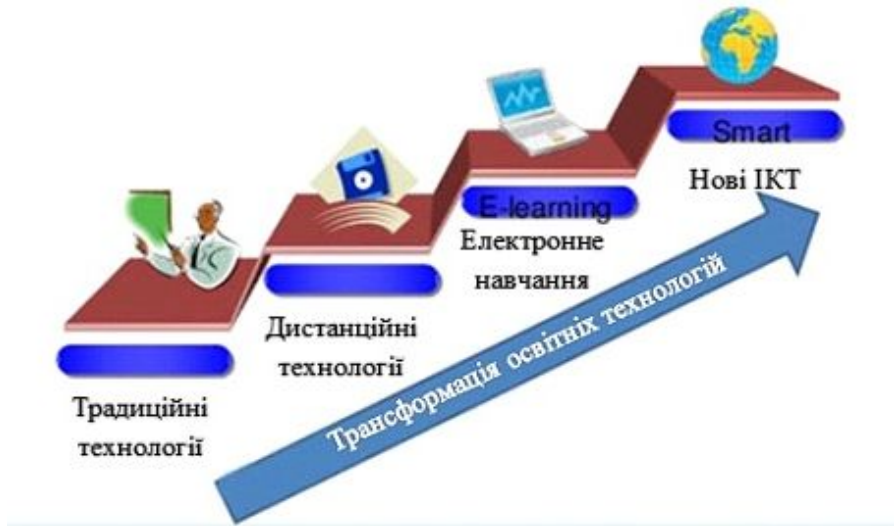 Smart
Нові ІКТ
E-learning
Електронне
навчання
Дистанційні
технології
Традиційні
технології
Трансформація освітніх технологій